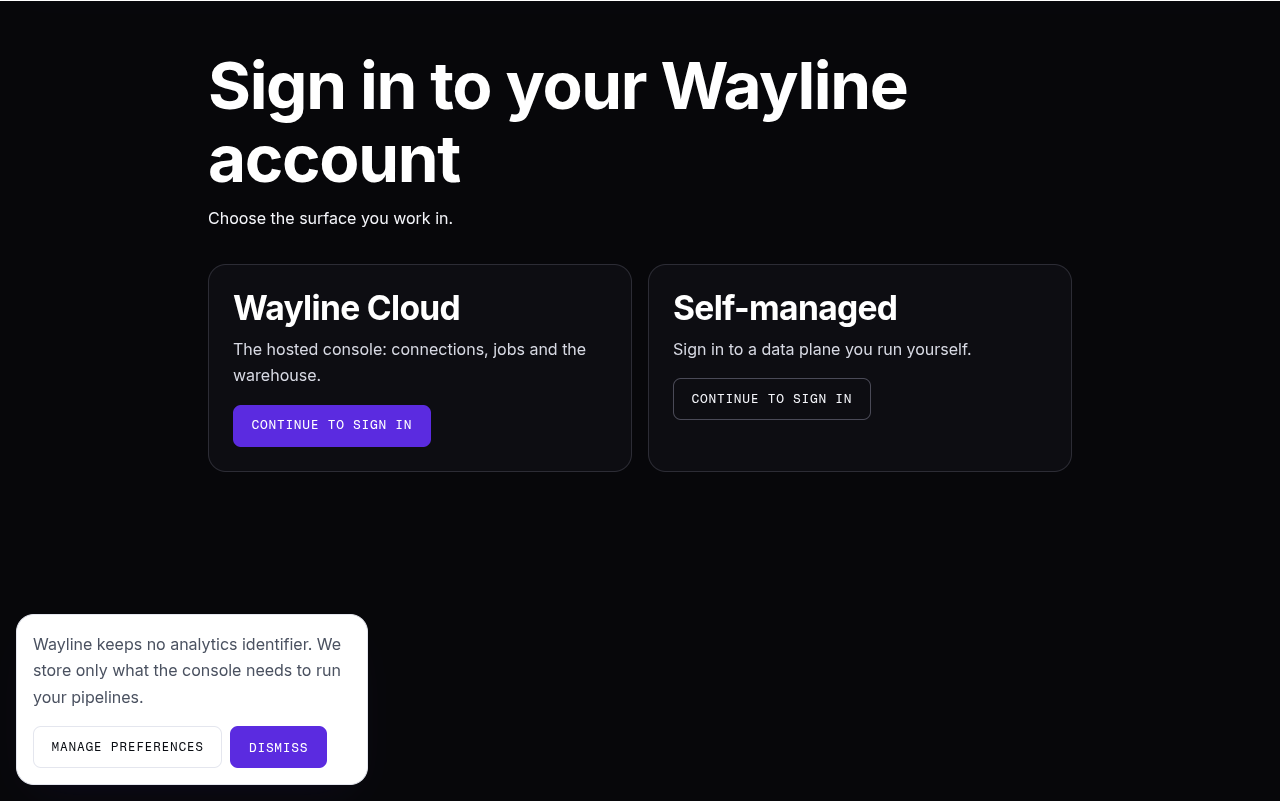 Sign in to your Wayline
account
Choose the surface you work in.
Wayline Cloud
The hosted console: connections, jobs and the
warehouse.
CONTINUE TO SIGN IN
Self-managed
Sign in to a data plane you run yourself.
CONTINUE TO SIGN IN
Wayline keeps no analytics identifier. We
store only what the console needs to run
your pipelines.
MANAGE PREFERENCES
DISMISS